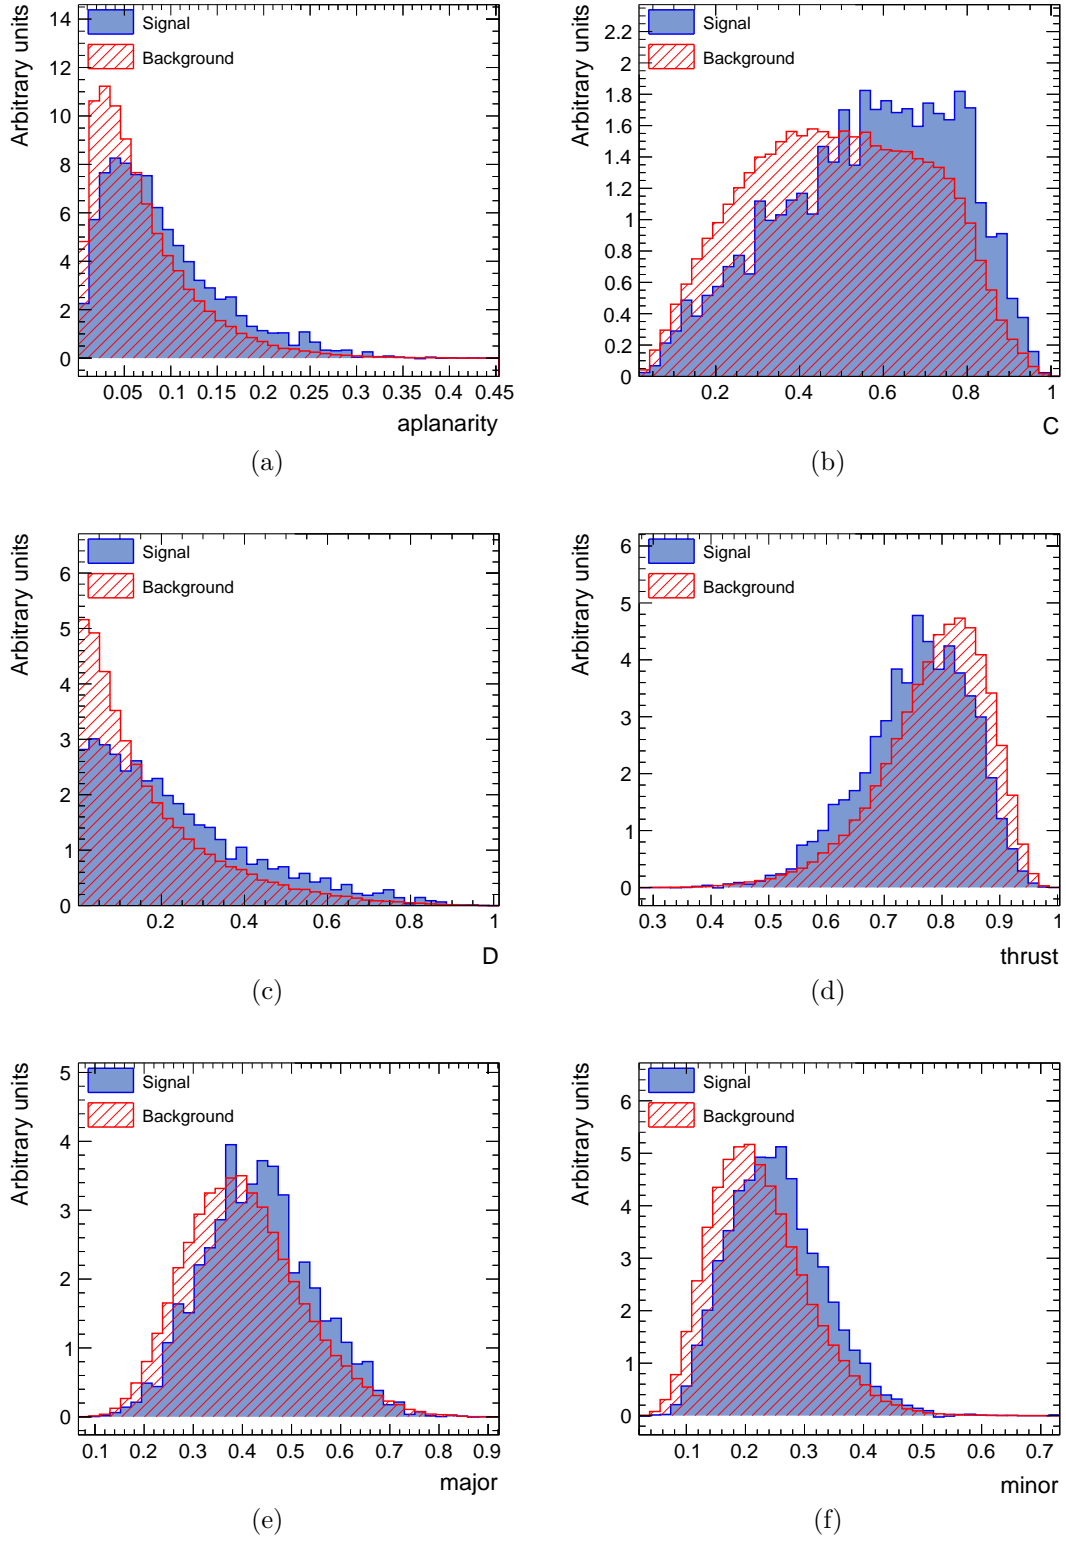 Arbitrary units
14
12
10
8
6
4
2
0
Signal
Background
0.05 0.1 0.15 0.2 0.25 0.3 0.35 0.4 0.45
aplanarity
(a)
Arbitrary units
2.2
2
1.8
1.6
1.4
1.2
1
0.8
0.6
0.4
0.2
0
Signal
Background
0.2 0.4 0.6 0.8 1
C
(b)
Arbitrary units
6
5
4
3
2
1
0
Signal
Background
0.2 0.4 0.6 0.8 1
D
(c)
Arbitrary units
6
5
4
3
2
1
0
Signal
Background
0.3 0.4 0.5 0.6 0.7 0.8 0.9 1
thrust
(d)
Arbitrary units
5
4
3
2
1
0
Signal
Background
0.1 0.2 0.3 0.4 0.5 0.6 0.7 0.8 0.9
major
(e)
Arbitrary units
6
5
4
3
2
1
0
Signal
Background
0.1 0.2 0.3 0.4 0.5 0.6 0.7
minor
(f)